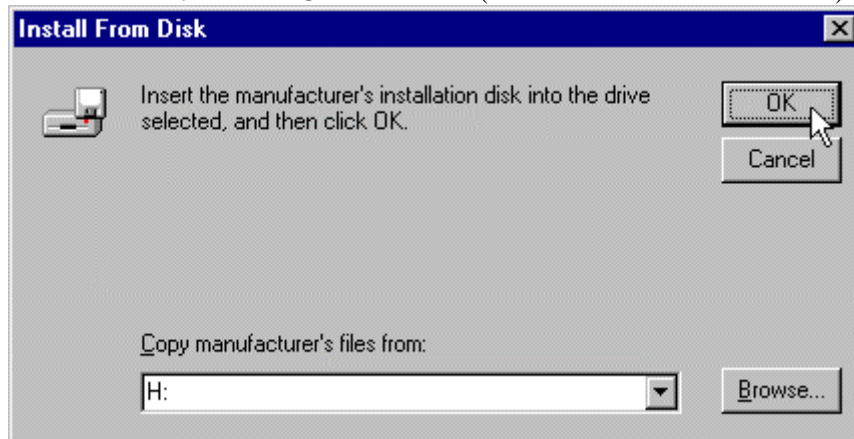 Install From Disk
Insert the manufacturer's installation disk into the drive
selected, and then click OK.
OK
Cancel
Copy manufacturer's files from:
H:
Browse...